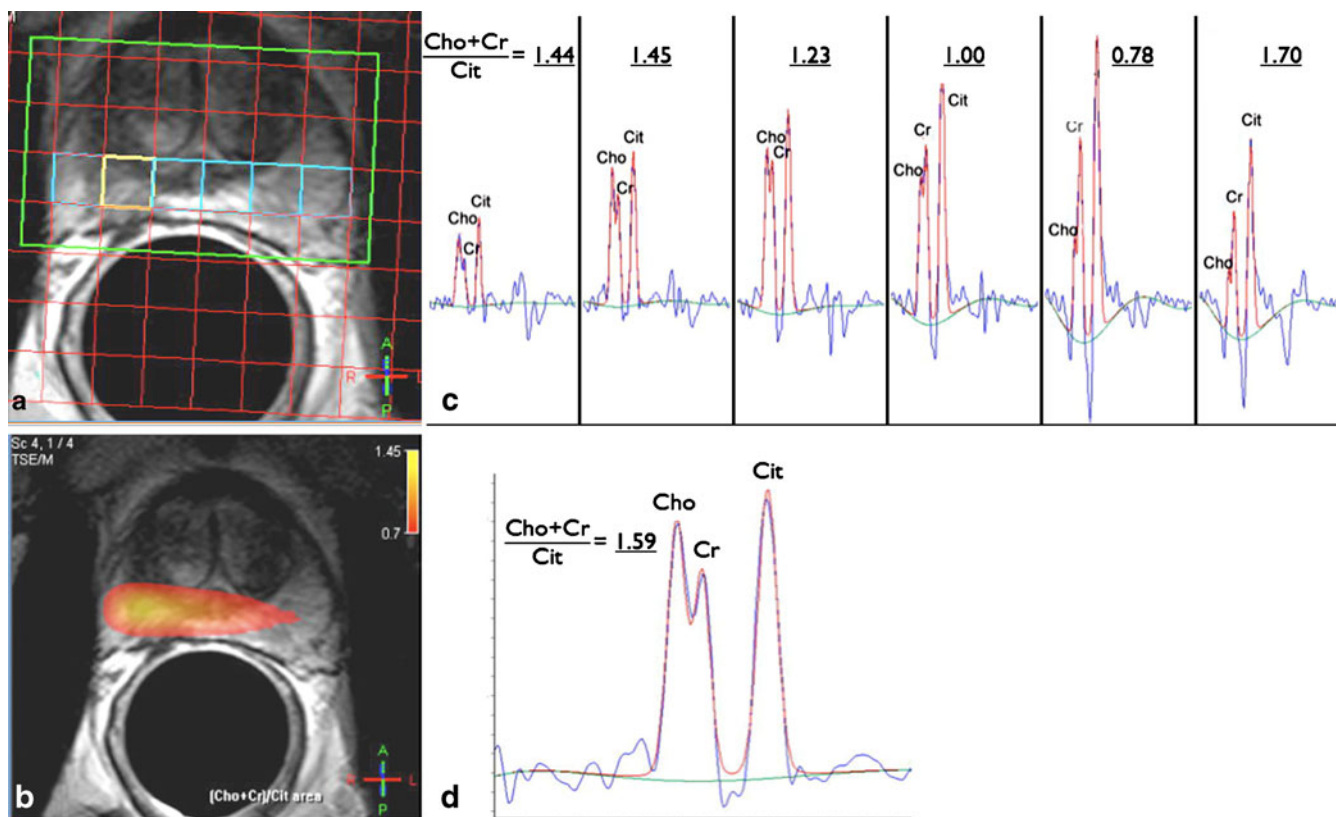 Cho+Cr
Cit
= 1.44
1.45
1.23
1.00
0.78
1.70
Cho
Cr
Cit
Cho
Cr
Cit
Cho
Cr
Cho
Cr
Cit
Cho
Cr
Cho
Cr
Cit
A
R
L
P
a
c
Sc 4, 1 / 4
TSE/M
1.45
0.7
A
L
P
(Cho+Cr)/Cit area
b
Cho+Cr
Cit
= 1.59
Cho
Cr
Cit
d